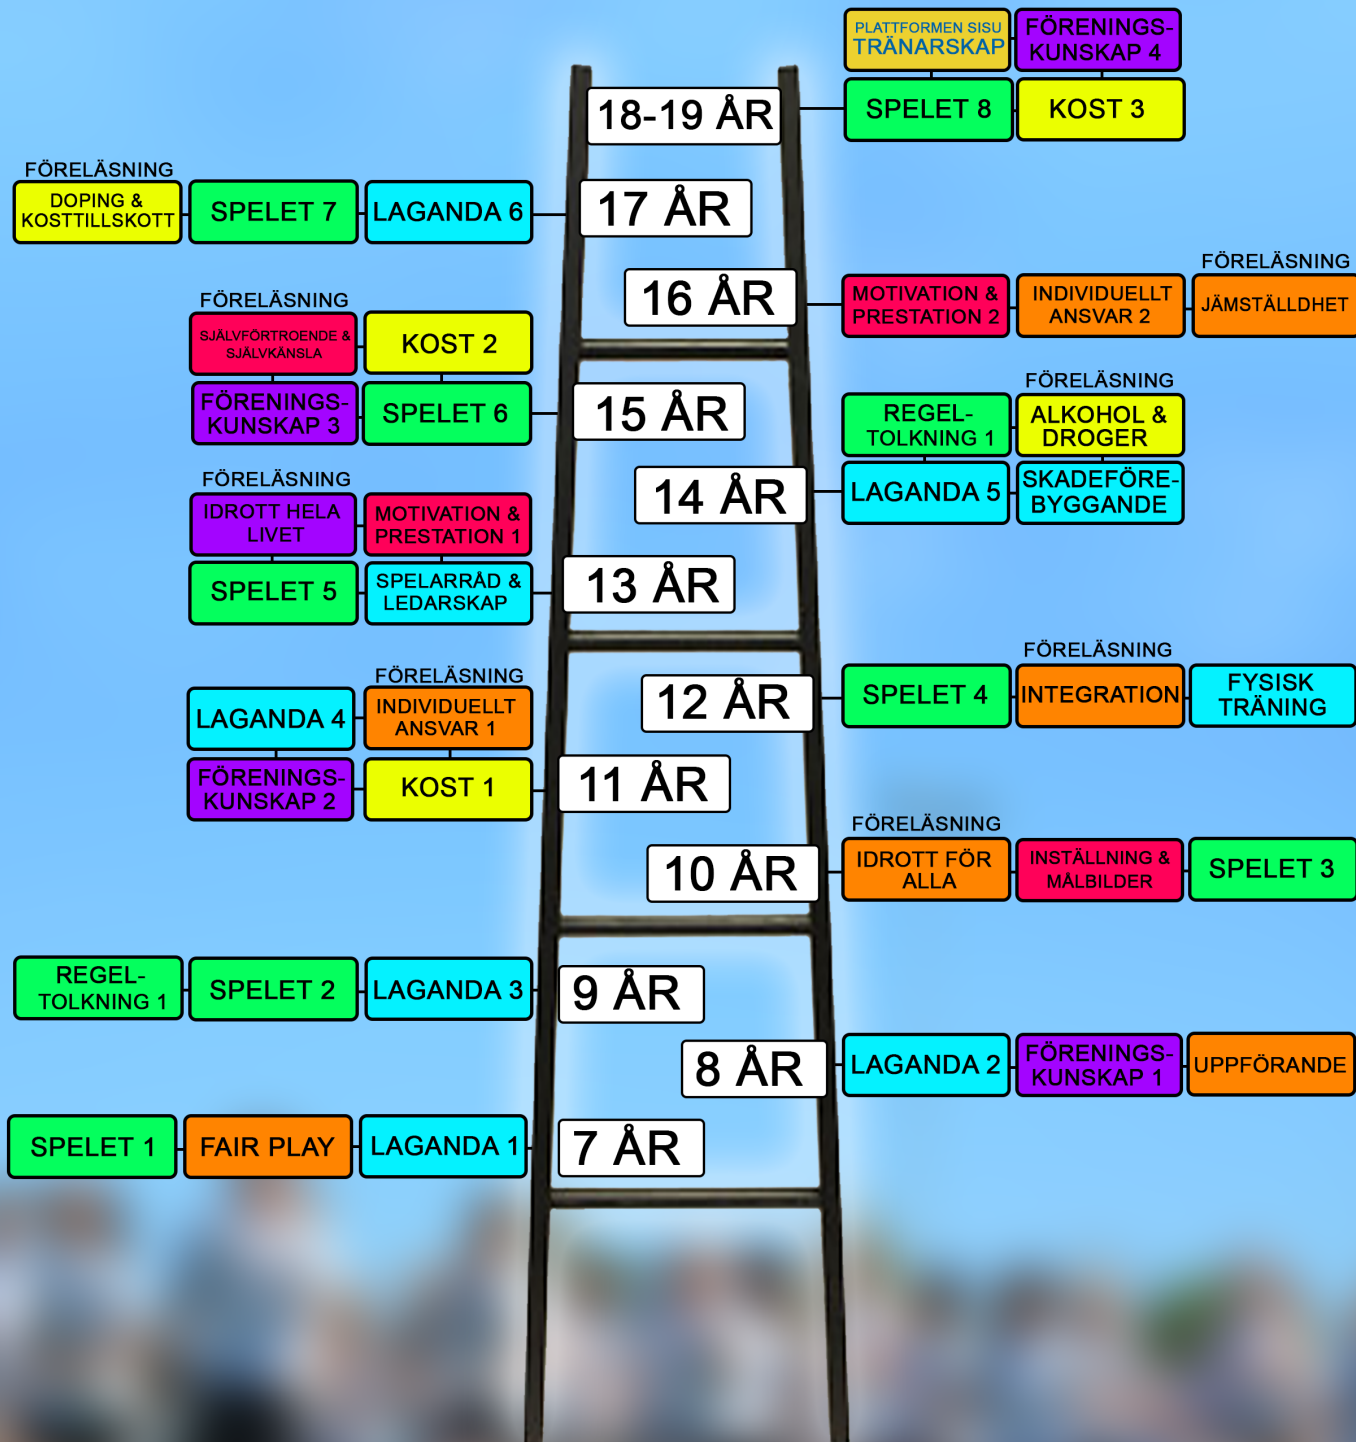 PLATTFORMEN SISU
TRÄNARSKAP
FÖRENINGS-
KUNSKAP 4
18-19 ÅR
SPELET 8
KOST 3
FÖRELÄSNING
DOPING &
KOSTTILLSKOTT
SPELET 7
LAGANDA 6
17 ÅR
16 ÅR
MOTIVATION &
PRESTATION 2
INDIVIDUELLT
ANSVAR 2
FÖRELÄSNING
JÄMSTÄLLDHET
FÖRELÄSNING
SJÄLVFÖRTROENDE &
SJÄLVKÄNSLA
KOST 2
FÖRENINGS-
KUNSKAP 3
SPELET 6
15 ÅR
FÖRELÄSNING
REGEL-
TOLKNING 1
ALKOHOL &
DROGER
14 ÅR
LAGANDA 5
SKADEFÖRE-
BYGGANDE
FÖRELÄSNING
IDROTT HELA
LIVET
MOTIVATION &
PRESTATION 1
SPELET 5
SPELARRÅD &
LEDARSKAP
13 ÅR
12 ÅR
SPELET 4
FÖRELÄSNING
INTEGRATION
FYSISK
TRÄNING
FÖRELÄSNING
LAGANDA 4
INDIVIDUELLT
ANSVAR 1
FÖRENINGS-
KUNSKAP 2
KOST 1
11 ÅR
10 ÅR
FÖRELÄSNING
IDROTT FÖR
ALLA
INSTÄLLNING &
MÅLBILDER
SPELET 3
REGEL-
TOLKNING 1
SPELET 2
LAGANDA 3
9 ÅR
8 ÅR
LAGANDA 2
FÖRENINGS-
KUNSKAP 1
UPPFÖRANDE
SPELET 1
FAIR PLAY
LAGANDA 1
7 ÅR